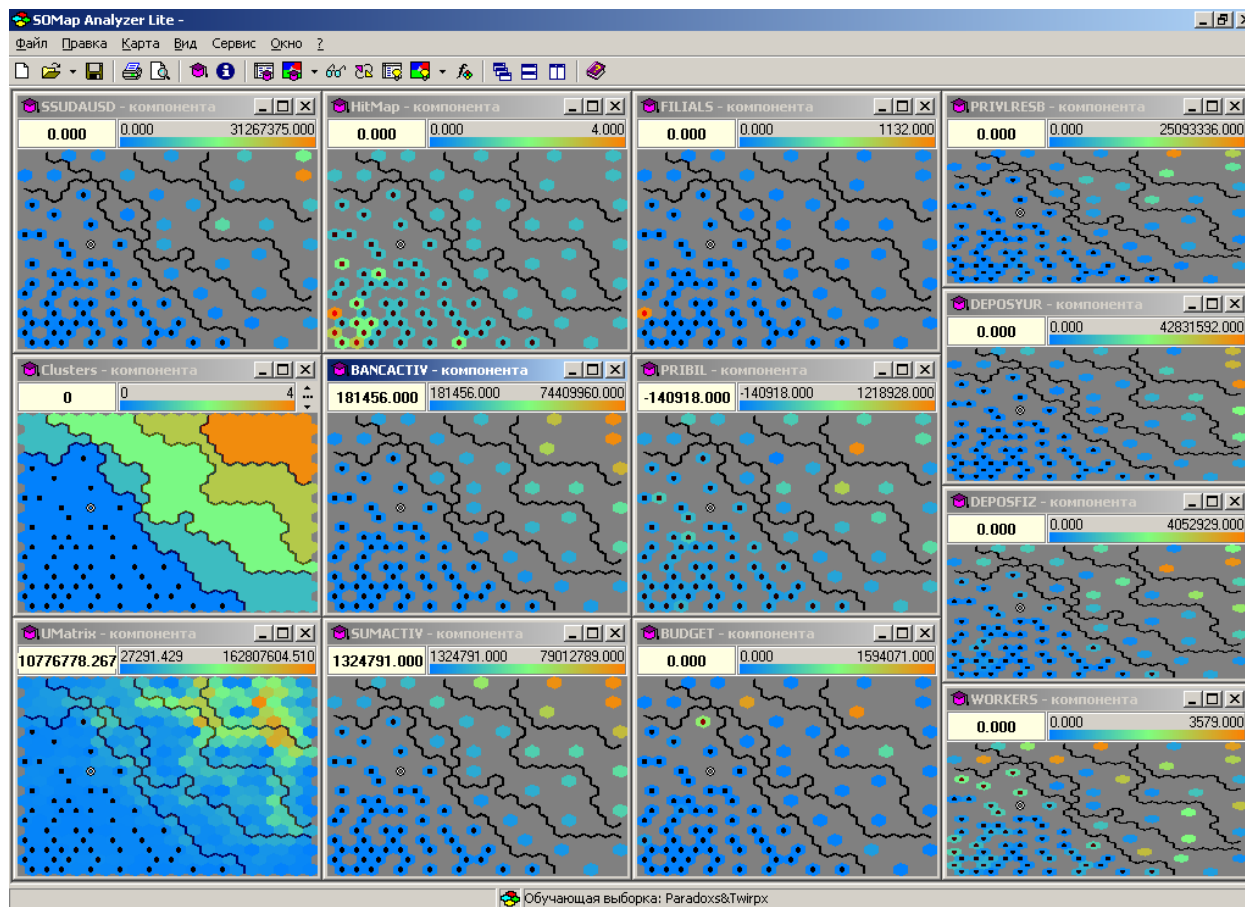 SOMap Analyzer Lite -
Файл Правка Карта Вид Сервис Окно ?
SSUDAUSD - компонента
0.000 0.000 31267375.000
HitMap - компонента
0.000 0.000 4.000
FILIALS - компонента
0.000 0.000 1132.000
PRIVLRESB - компонента
0.000 0.000 25093336.000
DEPOSYUR - компонента
0.000 0.000 42831592.000
Clusters - компонента
0 0 4
BANCACTIV - компонента
181456.000 181456.000 74409960.000
PRIBIL - компонента
-140918.000 -140918.000 1218928.000
DEPOSFIZ - компонента
0.000 0.000 4052929.000
UMatrix - компонента
10776778.267 27291.429 162807604.510
SUMACTIV - компонента
1324791.000 1324791.000 79012789.000
BUDGET - компонента
0.000 0.000 1594071.000
WORKERS - компонента
0.000 0.000 3579.000
Обучающая выборка: Paradoxs&Twirpx